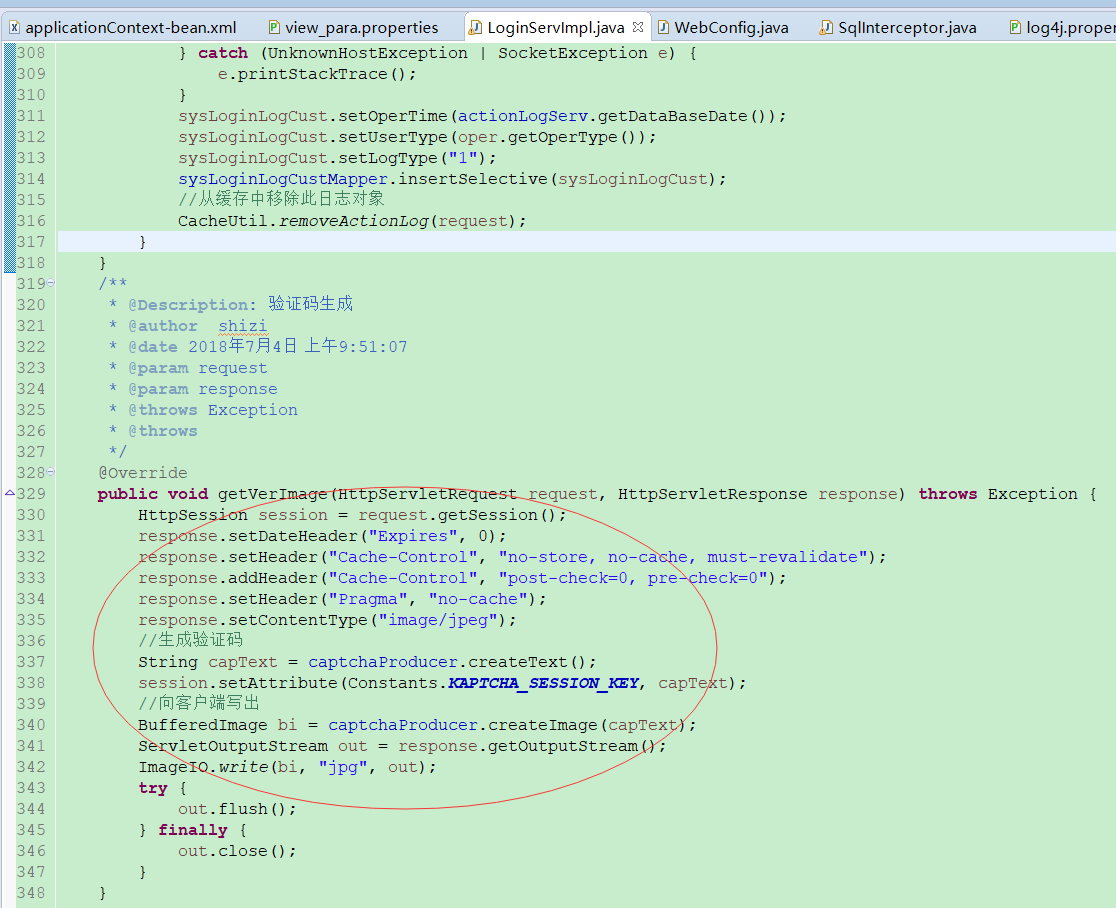 applicationContext-bean.xml view_para.properties LoginServImpl.java WebConfig.java SqlInterceptor.java log4j.proper
308 } catch (UnknownHostException | SocketException e) {
309 e.printStackTrace();
310 }
311 sysLoginLogCust.setOperTime(actionLogServ.getDataBaseDate());
312 sysLoginLogCust.setUserType(oper.getOperType());
313 sysLoginLogCust.setLogType("1");
314 sysLoginLogCustMapper.insertSelective(sysLoginLogCust);
315 //从缓存中移除此日志对象
316 CacheUtil.removeActionLog(request);
317 }
318 }
319 /**
320 * @Description: 验证码生成
321 * @author shizi
322 * @date 2018年7月4日 上午9:51:07
323 * @param request
324 * @param response
325 * @throws Exception
326 * @throws
327 */
328 @Override
329 public void getVerImage(HttpServletRequest request, HttpServletResponse response) throws Exception {
330 HttpSession session = request.getSession();
331 response.setDateHeader("Expires", 0);
332 response.setHeader("Cache-Control", "no-store, no-cache, must-revalidate");
333 response.addHeader("Cache-Control", "post-check=0, pre-check=0");
334 response.setHeader("Pragma", "no-cache");
335 response.setContentType("image/jpeg");
336 //生成验证码
337 String capText = captchaProducer.createText();
338 session.setAttribute(Constants.KAPTCHA_SESSION_KEY, capText);
339 //向客户端写出
340 BufferedImage bi = captchaProducer.createImage(capText);
341 ServletOutputStream out = response.getOutputStream();
342 ImageIO.write(bi, "jpg", out);
343 try {
344 out.flush();
345 } finally {
346 out.close();
347 }
348 }